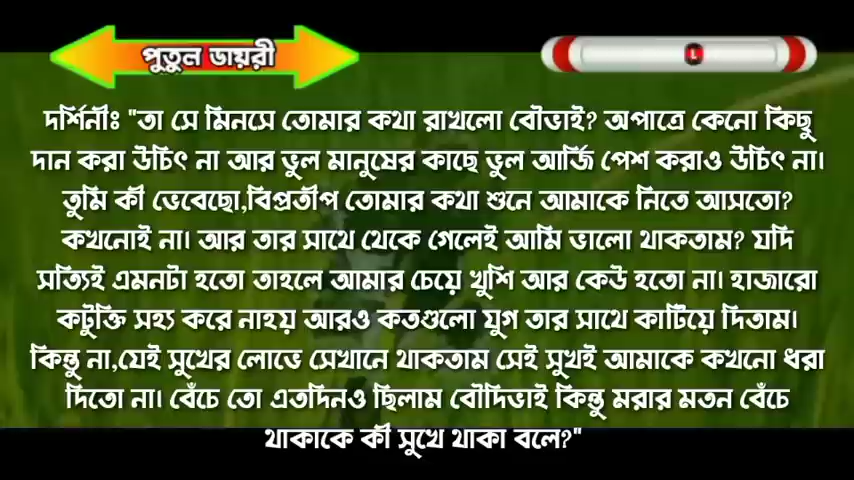 পুতুল ডায়রী
L
দর্শিনীঃ "তা সে মিনসে তোমার কথা রাখলো বৌভাই? অপাত্রে কেনো কিছু
দান করা উচিৎ না আর ভুল মানুষের কাছে ভুল আর্জি পেশ করাও উচিৎ না।
তুমি কী ভেবেছো,বিপ্রতীপ তোমার কথা শুনে আমাকে নিতে আসতো?
কখনোই না। আর তার সাথে থেকে গেলেই আমি ভালো থাকতাম? যদি
সত্যিই এমনটা হতো তাহলে আমার চেয়ে খুশি আর কেউ হতো না। হাজারো
কটুক্তি সহ্য করে নাহয় আরও কতগুলো যুগ তার সাথে কাটিয়ে দিতাম।
কিন্তু না,যেই সুখের লোভে সেখানে থাকতাম সেই সুখই আমাকে কখনো ধরা
দিতো না। বেঁচে তো এতদিনও ছিলাম বৌদিভাই কিন্তু মরার মতন বেঁচে
থাকাকে কী সুখে থাকা বলে?"